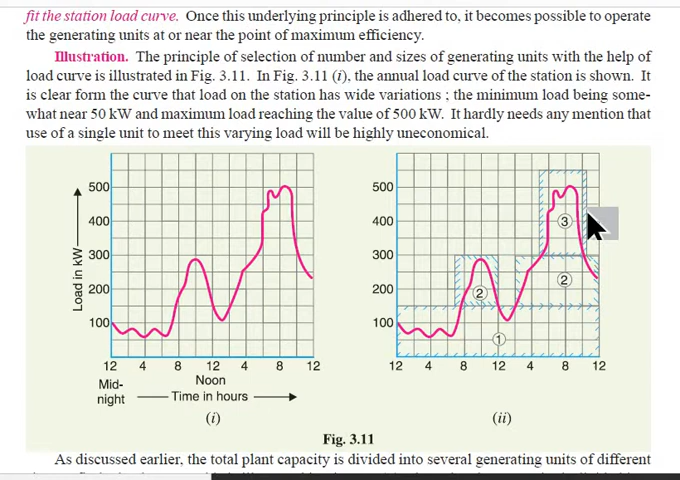 fit the station load curve. Once this underlying principle is adhered to, it becomes possible to operate
the generating units at or near the point of maximum efficiency.
Illustration. The principle of selection of number and sizes of generating units with the help of
load curve is illustrated in Fig. 3.11. In Fig. 3.11 (i), the annual load curve of the station is shown. It
is clear form the curve that load on the station has wide variations ; the minimum load being some-
what near 50 kW and maximum load reaching the value of 500 kW. It hardly needs any mention that
use of a single unit to meet this varying load will be highly uneconomical.
Load in kW
500
400
300
200
100
12 4 8 12 4 8 12
Mid-
night
Noon
Time in hours
(i)
500
400
300
200
100
3
2
2
1
12 4 8 12 4 8 12
(ii)
Fig. 3.11
As discussed earlier, the total plant capacity is divided into several generating units of different